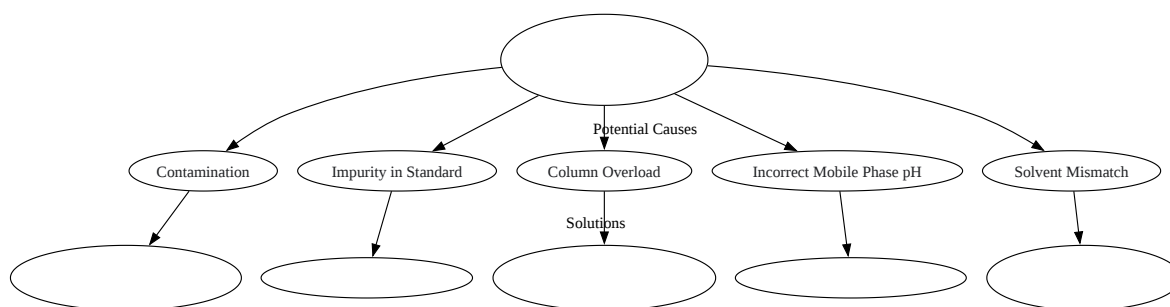 Potential Causes
Contamination
Impurity in Standard
Column Overload
Incorrect Mobile Phase pH
Solvent Mismatch
Solutions